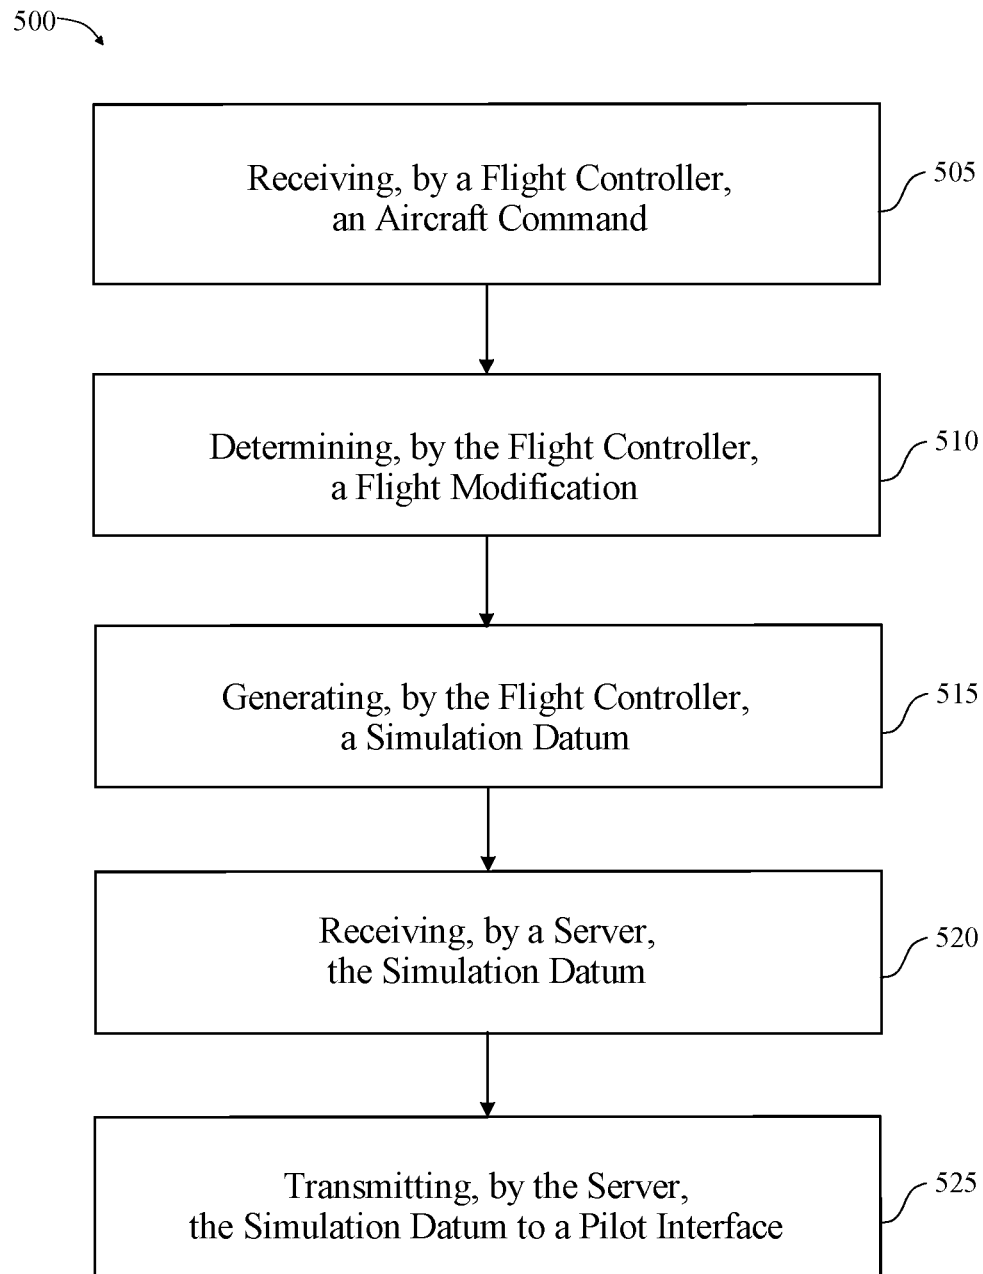 500
Receiving, by a Flight Controller,
an Aircraft Command
505
Determining, by the Flight Controller,
a Flight Modification
510
Generating, by the Flight Controller,
a Simulation Datum
515
Receiving, by a Server,
the Simulation Datum
520
Transmitting, by the Server,
the Simulation Datum to a Pilot Interface
525